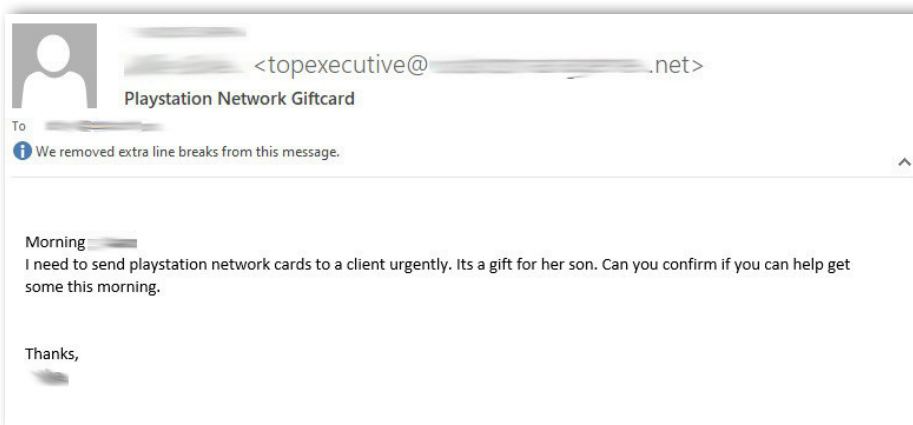 <topexecutive@ .net>
Playstation Network Giftcard
To
We removed extra line breaks from this message.
Morning
I need to send playstation network cards to a client urgently. Its a gift for her son. Can you confirm if you can help get
some this morning.
Thanks,